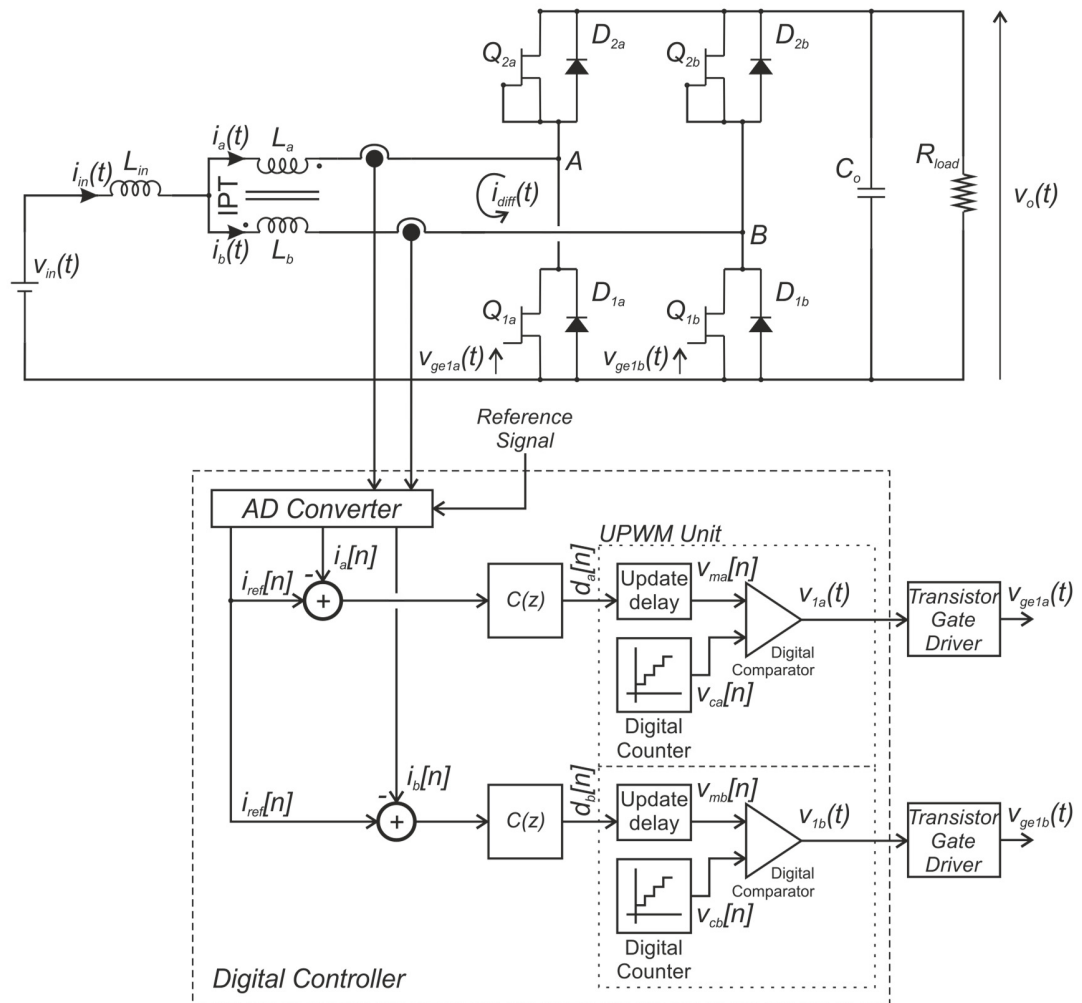 D2a
D2b
Q2a
Q2b
ia(t)
La
Lin
iin(t)
A
Co
Rload
vo(t)
IPT
idiff(t)
ib(t)
Lb
B
vin(t)
Q1a
D1a
Q1b
D1b
vge1a(t)
vge1b(t)
Reference
Signal
AD Converter
UPWM Unit
ia[n]
-
iref[n]
+
C(z)
da[n]
Update
delay
vma[n]
v1a(t)
Digital
Comparator
Transistor
Gate
Driver
vge1a(t)
vca[n]
Digital
Counter
ib[n]
-
iref[n]
+
C(z)
db[n]
Update
delay
vmb[n]
v1b(t)
Digital
Comparator
Transistor
Gate
Driver
vge1b(t)
vcb[n]
Digital
Counter
Digital Controller